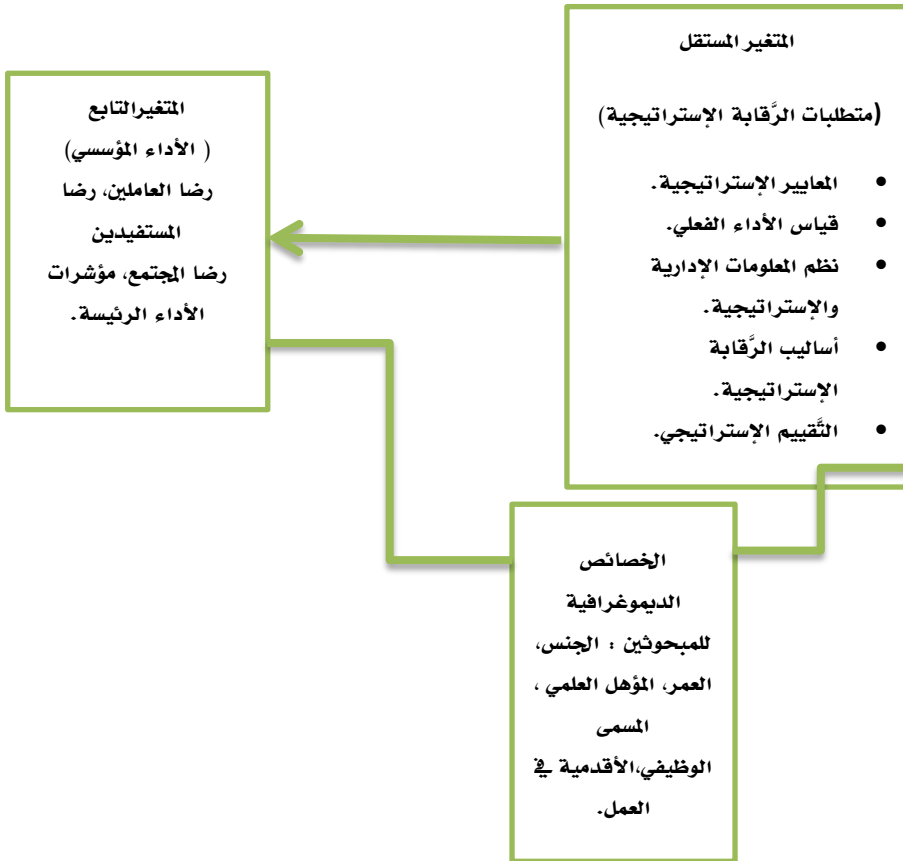 المتغير المستقل
(متطلبات الرَّقابة الإستراتيجية)
• المعايير الإستراتيجية.
• قياس الأداء الفعلي.
• نظم المعلومات الإدارية
والإستراتيجية.
• أساليب الرَّقابة
الإستراتيجية.
• التَّقييم الإستراتيجي.
المتغيرالتابع
( الأداء المؤسسي)
رضا العاملين، رضا
المستفيدين
رضا المجتمع، مؤشرات
الأداء الرئيسة.
الخصائص
الديموغرافية
للمبحوثين : الجنس،
العمر، المؤهل العلمي ،
المسمى
الوظيفي،الأقدمية في
العمل.